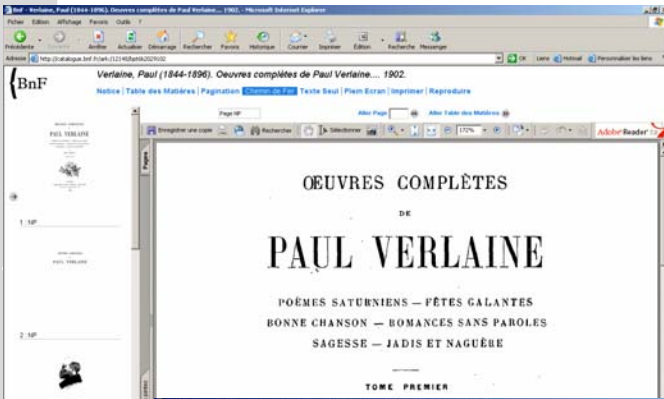 BnF - Verlaine, Paul (1844-1896). Oeuvres complètes de Paul Verlaine.... 1902. - Microsoft Internet Explorer
Fichier Edition Affichage Favoris Outils ?
Précédente Suivante Arrêter Actualiser Démarrage Rechercher Favoris Historique Courrier Imprimer Edition Recherche Messenger
Adresse OK Liens Hotmail Personnaliser les liens
BnF
Verlaine, Paul (1844-1896). Oeuvres complètes de Paul Verlaine.... 1902.
Notice | Table des Matières | Pagination | Chemin de Fer | Texte Seul | Plein Ecran | Imprimer | Reproduire
Page NP Aller Page Aller Table des Matières
Enregistrer une copie Rechercher Sélectionner 172% Adobe Reader
Pages
PAUL VERLAINE
1 : NP
PAUL VERLAINE
2 : NP
ŒUVRES COMPLÈTES
DE
PAUL VERLAINE
POÈMES SATURNIENS — FÊTES GALANTES
BONNE CHANSON — ROMANCES SANS PAROLES
SAGESSE — JADIS ET NAGUÈRE
TOME PREMIER